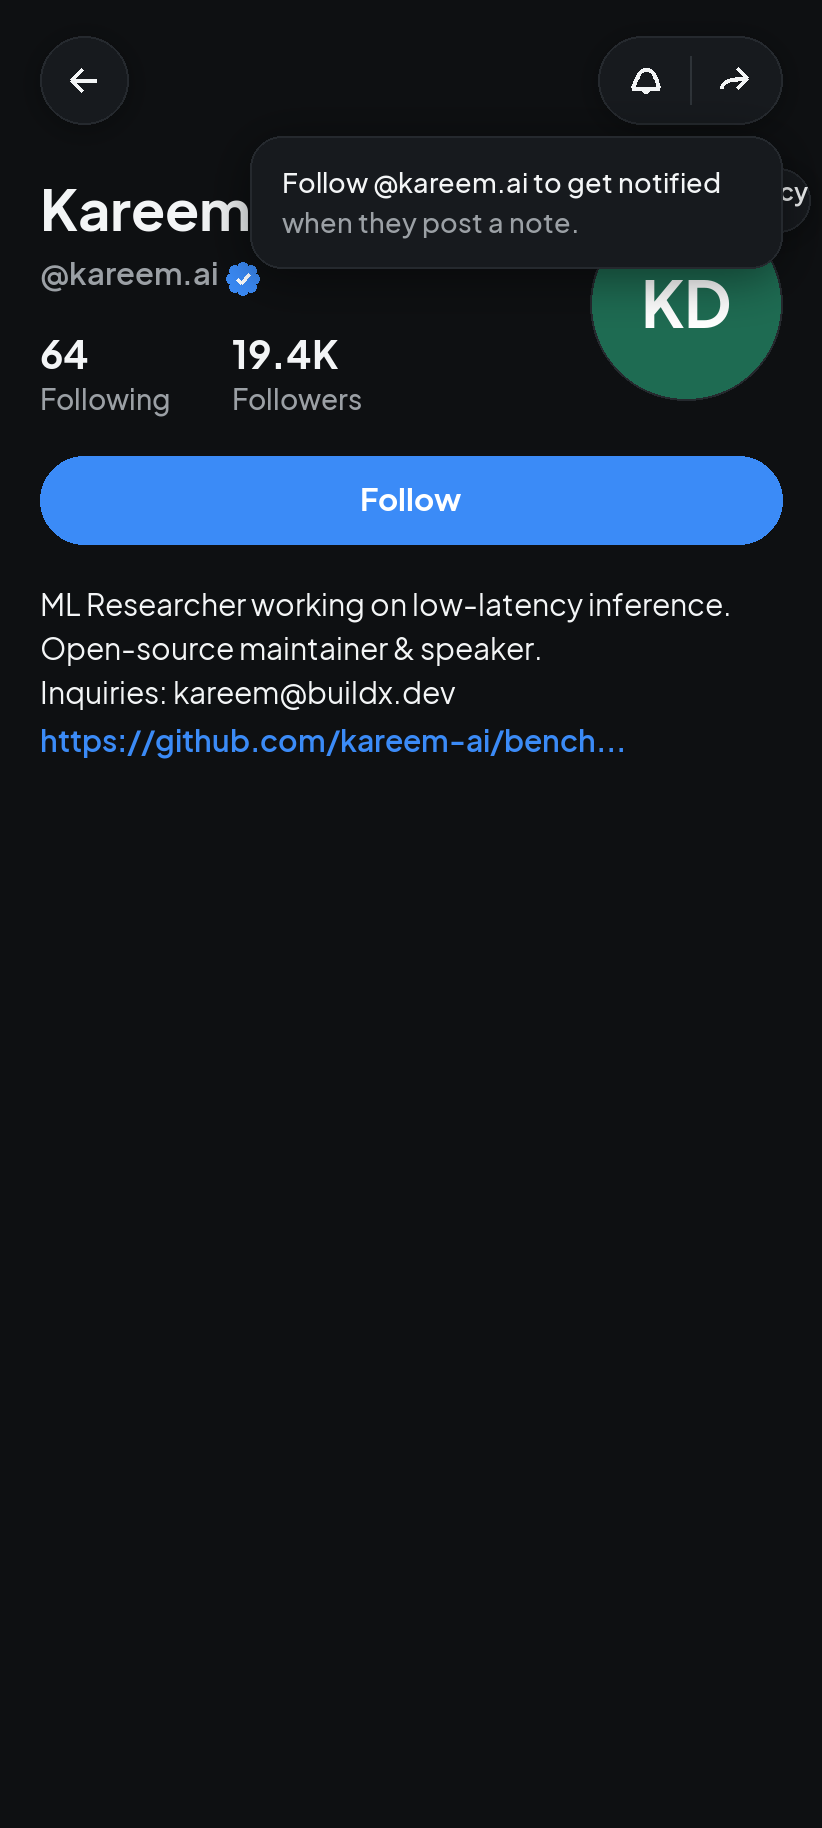 Follow @kareem.ai to get notified
when they post a note.
Kareem
@kareem.ai
KD
64
Following
19.4K
Followers
Follow
ML Researcher working on low-latency inference.
Open-source maintainer & speaker.
Inquiries: kareem@buildx.dev
https://github.com/kareem-ai/bench...